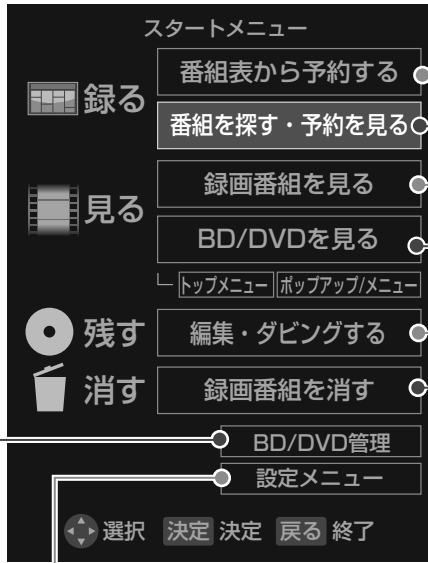 スタートメニュー
録る
番組表から予約する
番組を探す・予約を見る
見る
録画番組を見る
BD/DVDを見る
トップメニュー ポップアップ/メニュー
残す
編集・ダビングする
消す
録画番組を消す
BD/DVD管理
設定メニュー
選択 決定 決定 戻る 終了